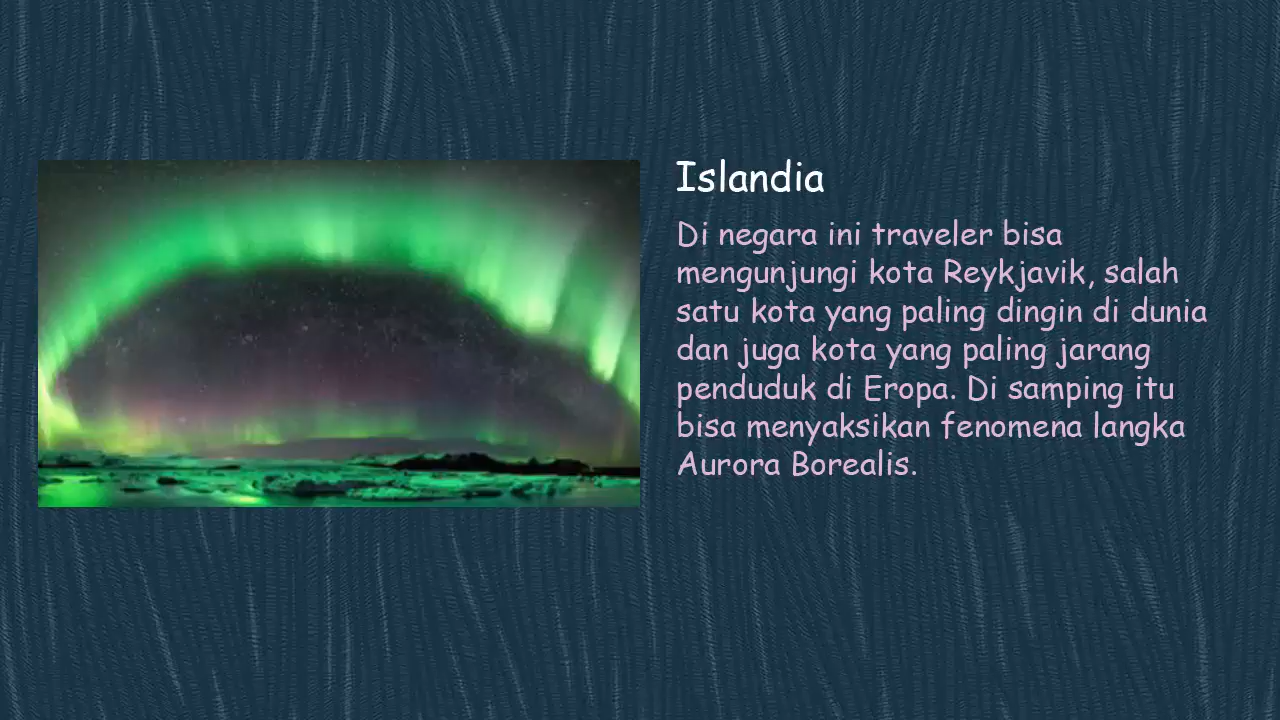 Islandia
Di negara ini traveler bisa
mengunjungi kota Reykjavik, salah
satu kota yang paling dingin di dunia
dan juga kota yang paling jarang
penduduk di Eropa. Di samping itu
bisa menyaksikan fenomena langka
Aurora Borealis.